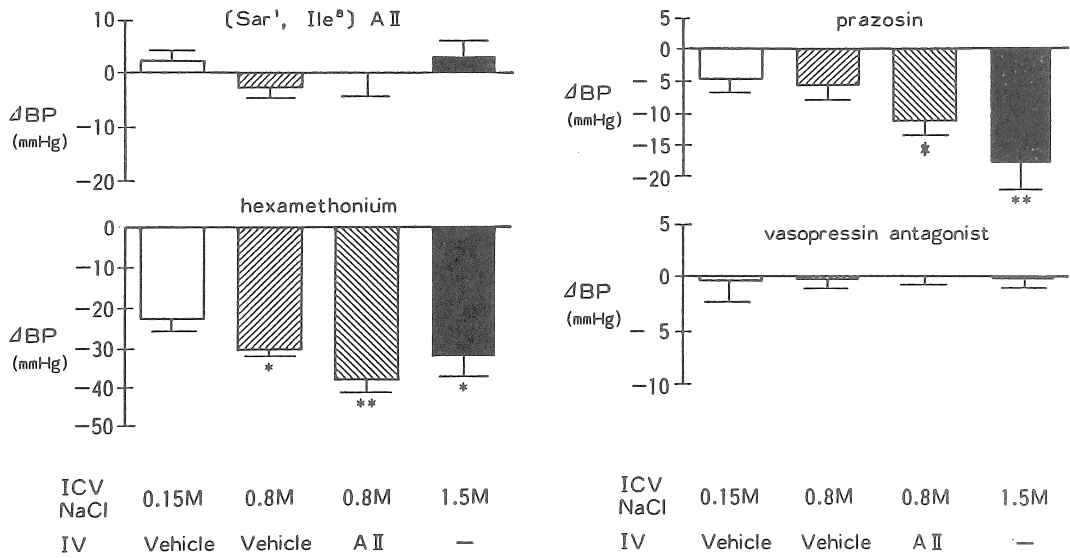 (Sar¹, Ile⁸) A Ⅱ
10
0
−10
−20
ΔBP
(mmHg)
hexamethonium
0
−10
−20
−30
−40
−50
ΔBP
(mmHg)
*
**
*
prazosin
5
0
−5
−10
−15
−20
ΔBP
(mmHg)
*
**
vasopressin antagonist
5
0
− 5
−10
ΔBP
(mmHg)
ICV
NaCl
0.15M 0.8M 0.8M 1.5M
IV Vehicle Vehicle A Ⅱ —
ICV
NaCl
0.15M 0.8M 0.8M 1.5M
IV Vehicle Vehicle A Ⅱ —